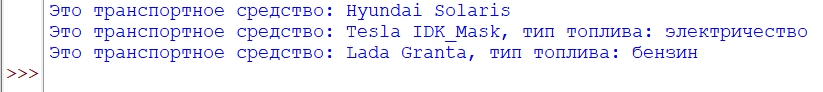 Это транспортное средство: Hyundai Solaris
Это транспортное средство: Tesla IDK_Mask, тип топлива: электричество
Это транспортное средство: Lada Granta, тип топлива: бензин
>>>